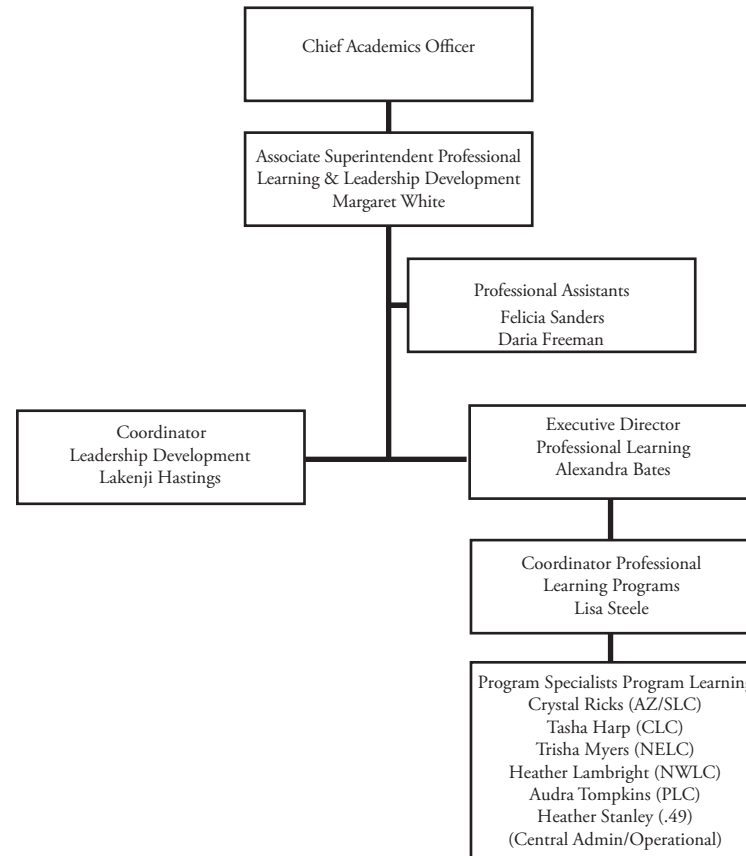 Chief Academics Officer
Associate Superintendent Professional
Learning & Leadership Development
Margaret White
Professional Assistants
Felicia Sanders
Daria Freeman
Coordinator
Leadership Development
Lakenji Hastings
Executive Director
Professional Learning
Alexandra Bates
Coordinator Professional
Learning Programs
Lisa Steele
Program Specialists Program Learning
Crystal Ricks (AZ/SLC)
Tasha Harp (CLC)
Trisha Myers (NELC)
Heather Lambright (NWLC)
Audra Tompkins (PLC)
Heather Stanley (.49)
(Central Admin/Operational)